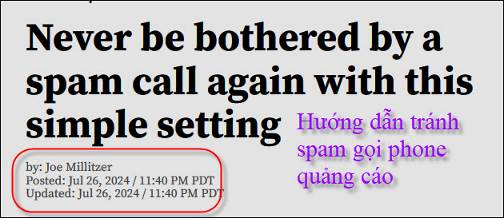 Never be bothered by a
spam call again with this
simple setting
Hướng dẫn tránh
spam gọi phone
quảng cáo
by: Joe Millitzer
Posted: Jul 26, 2024 / 11:40 PM PDT
Updated: Jul 26, 2024 / 11:40 PM PDT